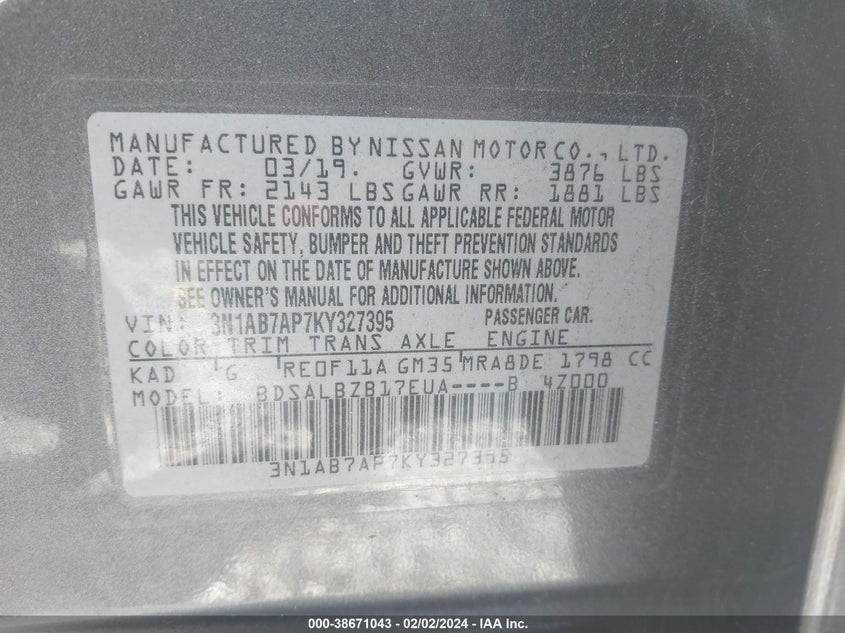 MANUFACTURED BY NISSAN MOTOR CO., LTD.
DATE: 03/19. GVWR: 3876 LBS
GAWR FR: 2143 LBS GAWR RR: 1881 LBS
THIS VEHICLE CONFORMS TO ALL APPLICABLE FEDERAL MOTOR
VEHICLE SAFETY, BUMPER AND THEFT PREVENTION STANDARDS
IN EFFECT ON THE DATE OF MANUFACTURE SHOWN ABOVE.
SEE OWNER'S MANUAL FOR ADDITIONAL INFORMATION.
VIN: 3N1AB7AP7KY327395 PASSENGER CAR.
COLOR TRIM TRANS AXLE ENGINE
KAD G RE0F11A GM35 MRA8DE 1798 CC
MODEL: BDSALBZB17EUA----B 4Z000
3N1AB7AP7KY327395
000-38671043 - 02/02/2024 - IAA Inc.